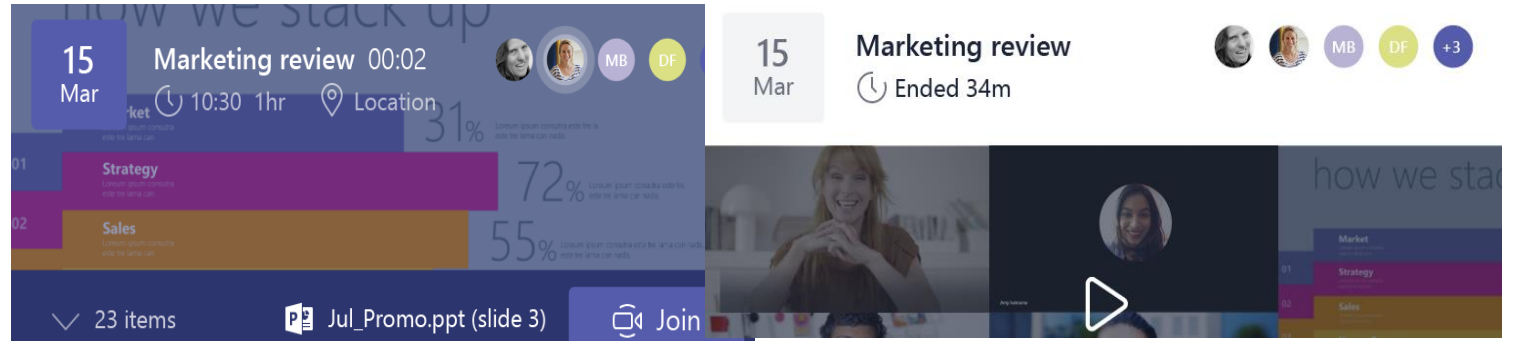 how we stack up
15
Mar
Marketing review 00:02
10:30 1hr
Location
MB
DF
ket
31%
01
Strategy
72%
02
Sales
55%
23 items
Jul_Promo.ppt (slide 3)
Join
15
Mar
Marketing review
Ended 34m
MB
DF
+3
how we stac
Market
01
Strategy
02
Sales